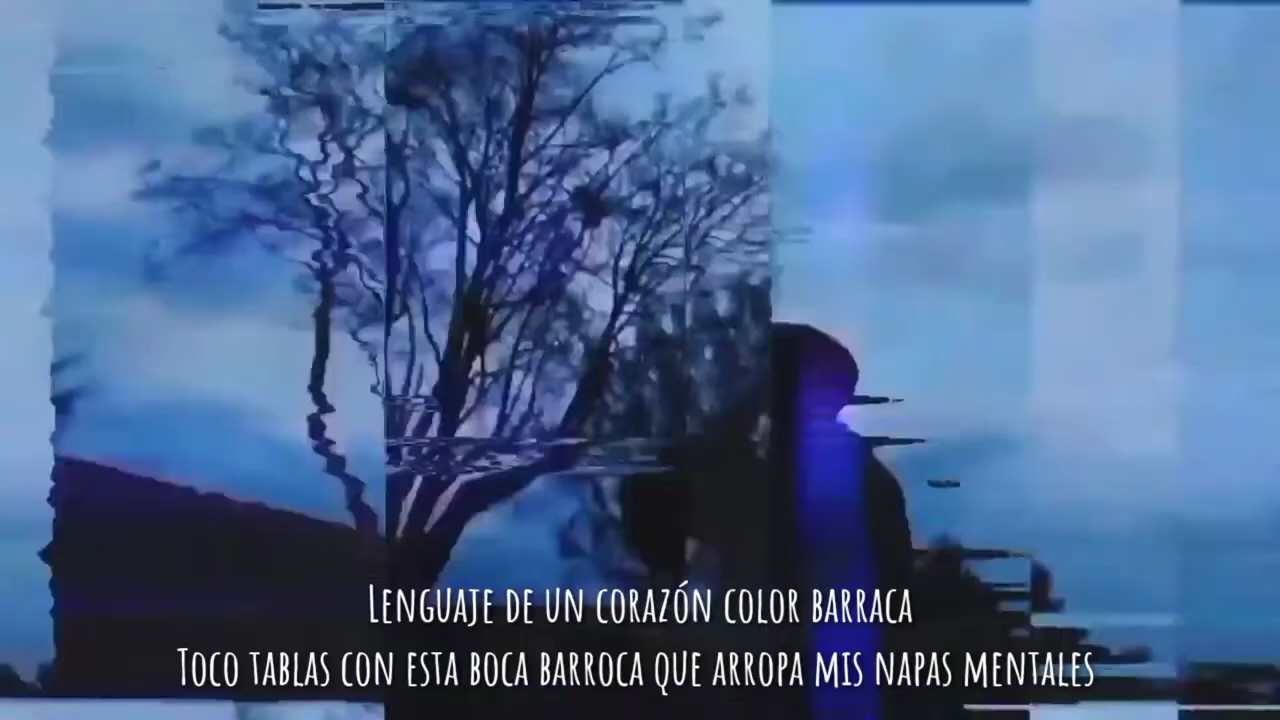 Lenguaje de un corazón color barraca
Toco tablas con esta boca barroca que arropa mis napas mentales